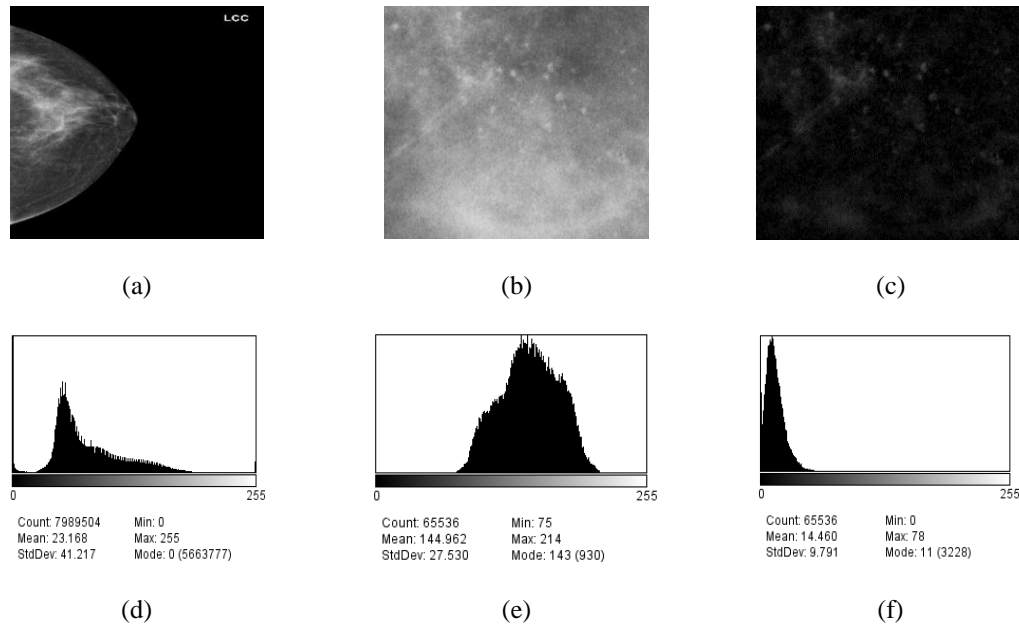 LCC
(a)
(b)
(c)
0
255
Count: 7989504
Min: 0
Mean: 23.168
Max: 255
StdDev: 41.217
Mode: 0 (5663777)
0
255
Count: 65536
Min: 75
Mean: 144.962
Max: 214
StdDev: 27.530
Mode: 143 (930)
0
255
Count: 65536
Min: 0
Mean: 14.460
Max: 78
StdDev: 9.791
Mode: 11 (3228)
(d)
(e)
(f)